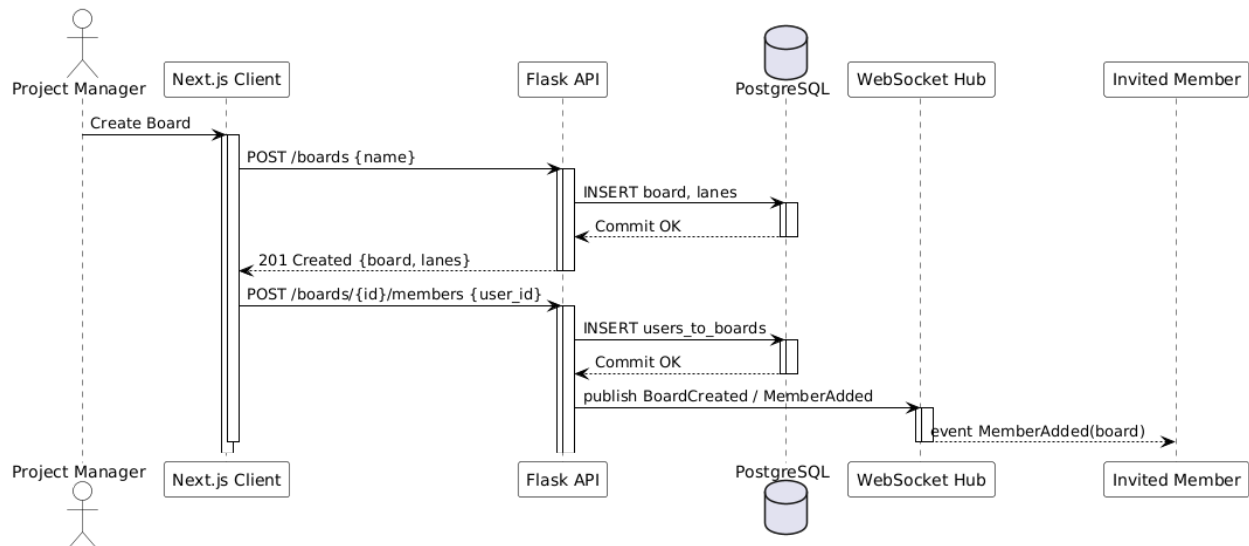 Project Manager
Next.js Client
Flask API
PostgreSQL
WebSocket Hub
Invited Member
Create Board
POST /boards {name}
INSERT board, lanes
Commit OK
201 Created {board, lanes}
POST /boards/{id}/members {user_id}
INSERT users_to_boards
Commit OK
publish BoardCreated / MemberAdded
event MemberAdded(board)
Project Manager
Next.js Client
Flask API
PostgreSQL
WebSocket Hub
Invited Member